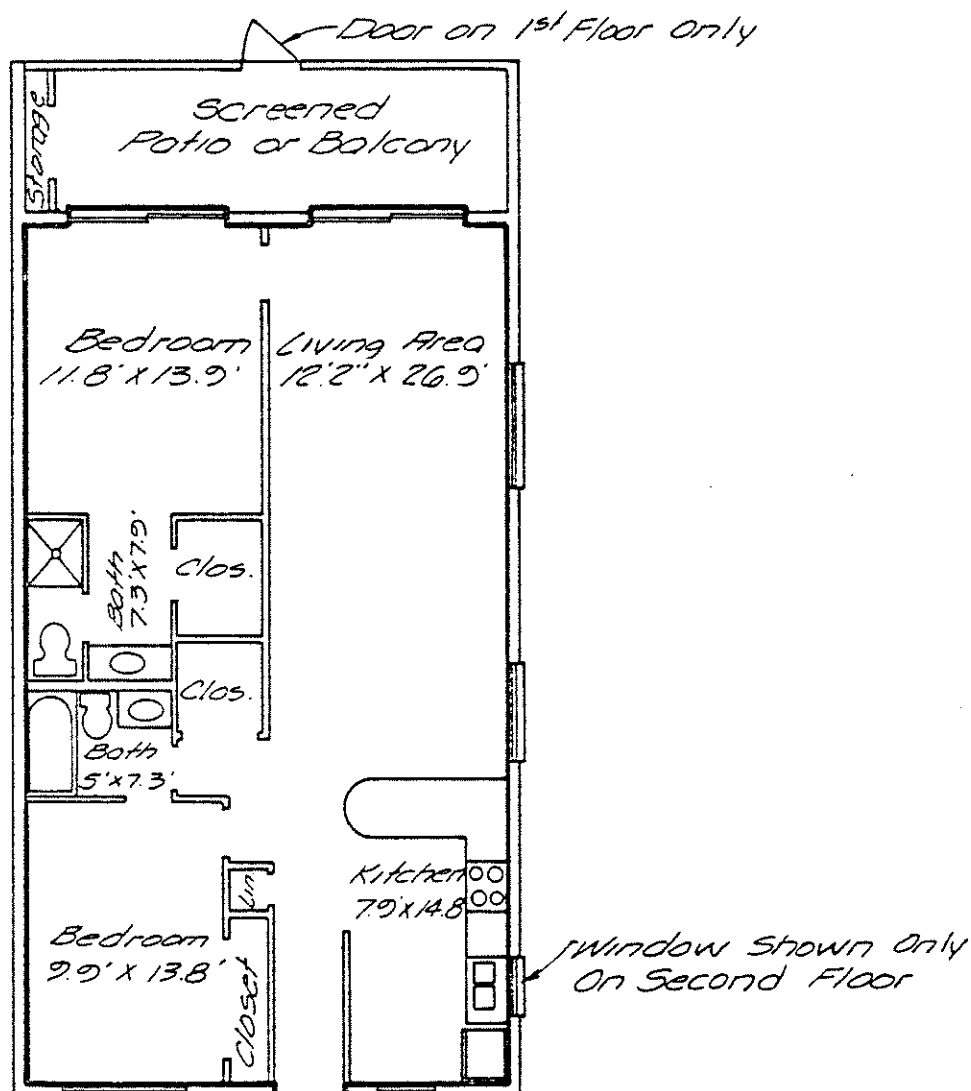 Door on 1st Floor Only
Screened
Patio or Balcony
Storage
Bedroom
11.8' X 13.9'
Living Area
12'2" X 26.9'
Bath
7.3' X 7.9'
Clos.
Clos.
Bath
5' x 7.3'
Kitchen
7.9' x 14.8
Lin
Bedroom
9.9' X 13.8'
Closet
Window Shown Only
On Second Floor